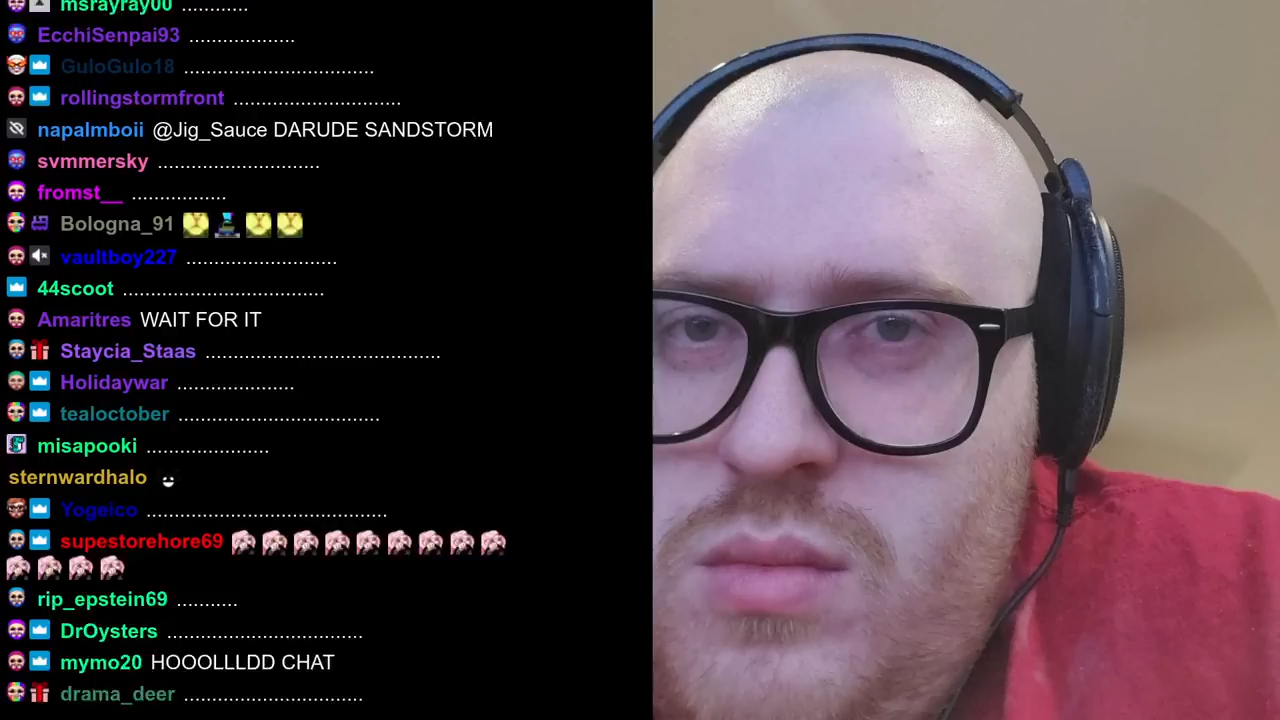 msrayray00 ............
EcchiSenpai93 ...................
GuloGulo18 ..................................
rollingstormfront ..............................
napalmboii @Jig_Sauce DARUDE SANDSTORM
svmmersky .............................
fromst__ .................
Bologna_91
vaultboy227 ...........................
44scoot ....................................
Amaritres WAIT FOR IT
Staycia_Staas ..........................................
Holidaywar .....................
tealoctober ....................................
misapooki ......................
sternwardhalo
Yogeico ...........................................
supestorehore69
rip_epstein69 ...........
DrOysters ...................................
mymo20 HOOOLLLDD CHAT
drama_deer ................................